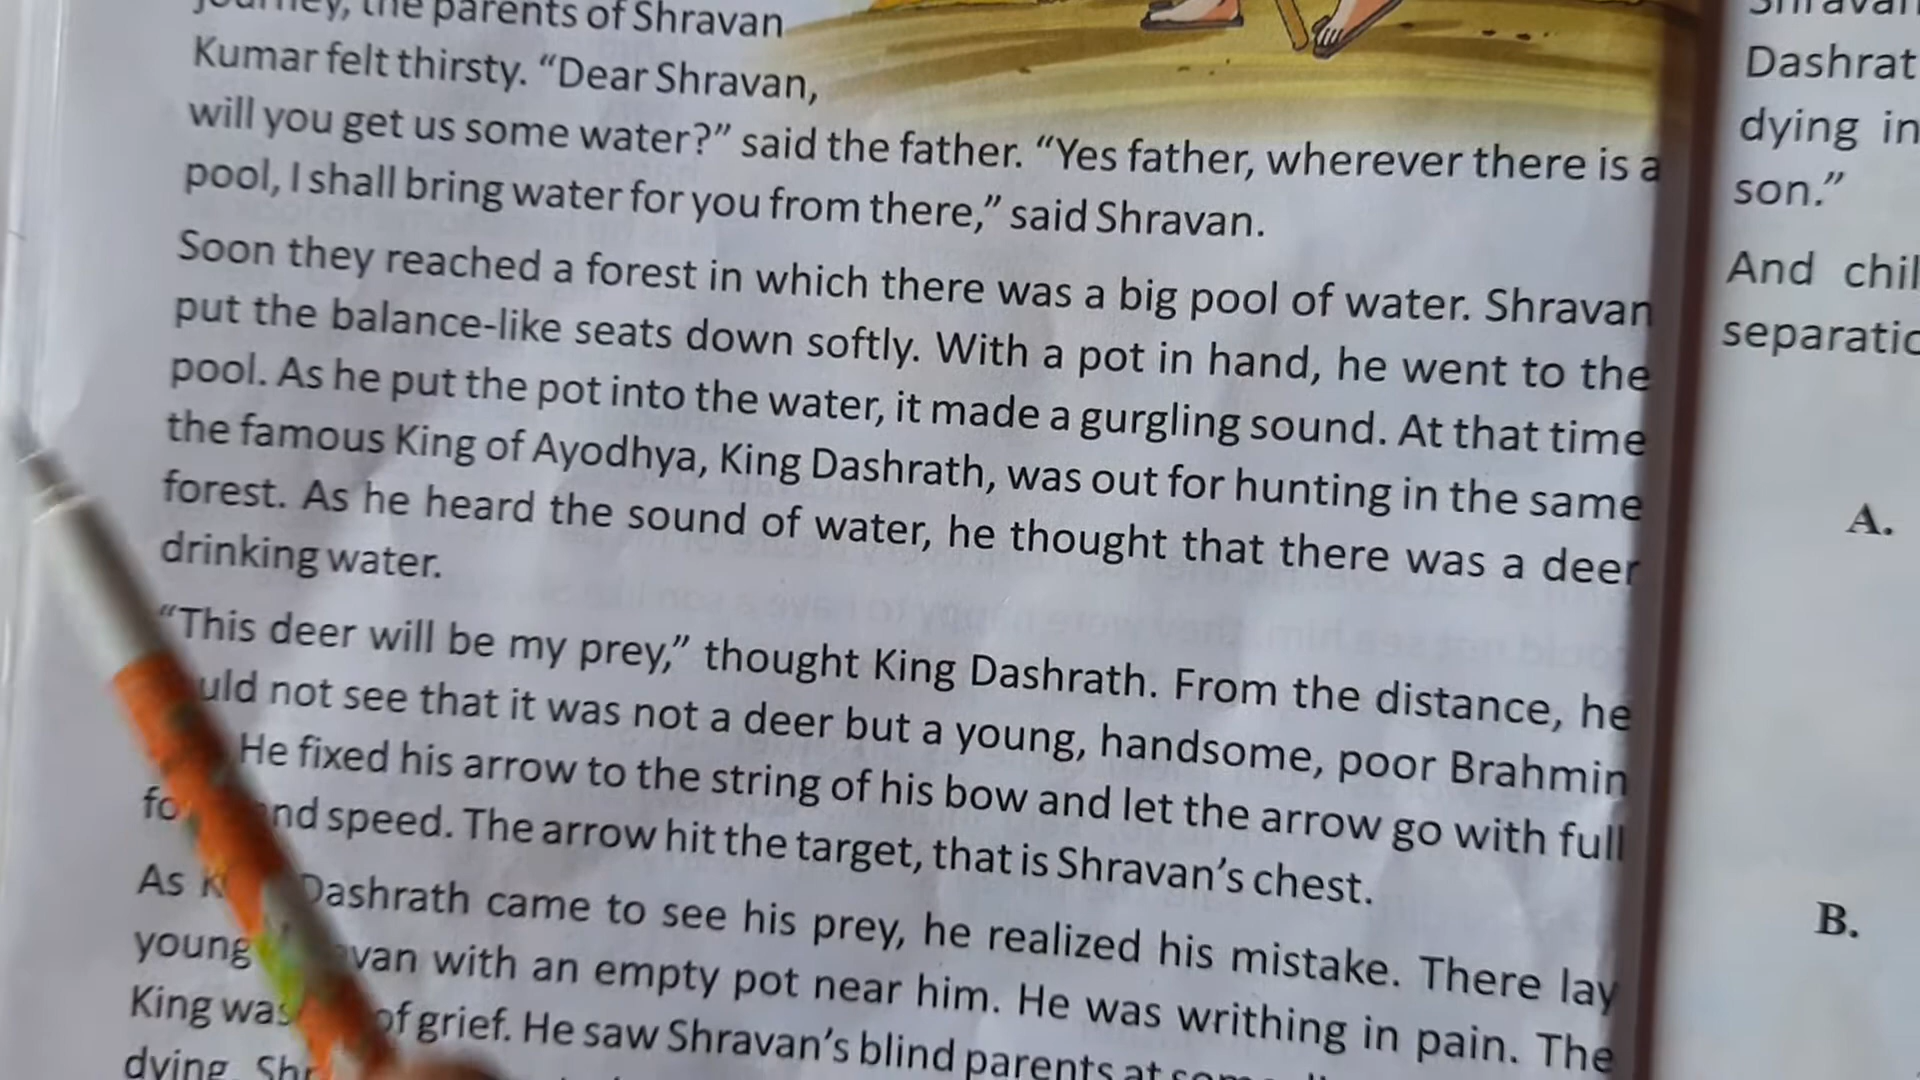 the parents of Shravan
Kumar felt thirsty. “Dear Shravan,
will you get us some water?” said the father. “Yes father, wherever there is a
pool, I shall bring water for you from there,” said Shravan.
Soon they reached a forest in which there was a big pool of water. Shravan
put the balance-like seats down softly. With a pot in hand, he went to the
pool. As he put the pot into the water, it made a gurgling sound. At that time
the famous King of Ayodhya, King Dashrath, was out for hunting in the same
forest. As he heard the sound of water, he thought that there was a deer
drinking water.
“This deer will be my prey,” thought King Dashrath. From the distance, he
uld not see that it was not a deer but a young, handsome, poor Brahmin
He fixed his arrow to the string of his bow and let the arrow go with full
fo nd speed. The arrow hit the target, that is Shravan’s chest.
As Dashrath came to see his prey, he realized his mistake. There lay
young van with an empty pot near him. He was writhing in pain. The
King was of grief. He saw Shravan’s blind parents at
dying. Shr
Dashrat
dying in
son.”
And chil
separatio
A.
B.